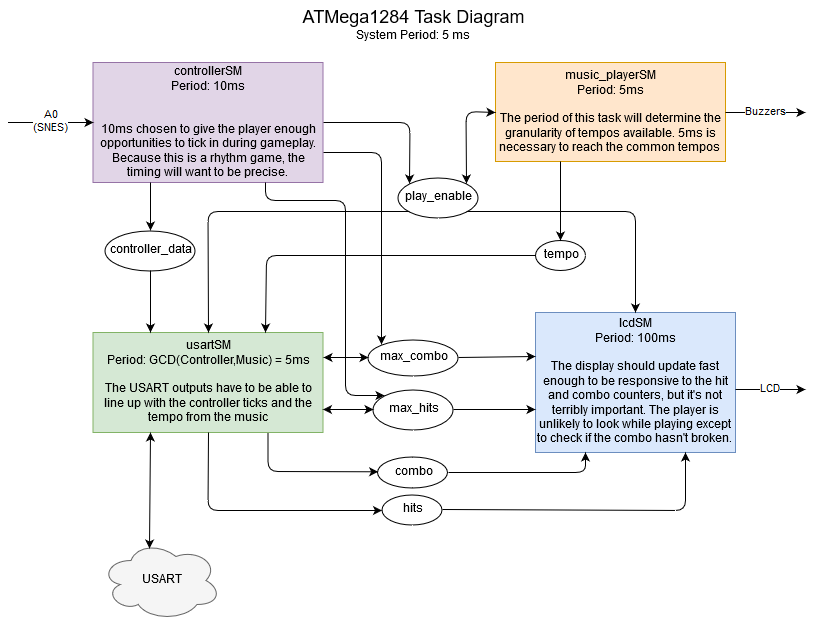 ATMega1284 Task Diagram
System Period: 5 ms
controllerSM
Period: 10ms
10ms chosen to give the player enough
opportunities to tick in during gameplay.
Because this is a rhythm game, the
timing will want to be precise.
music_playerSM
Period: 5ms
The period of this task will determine the
granularity of tempos available. 5ms is
necessary to reach the common tempos
A0
(SNES)
Buzzers
play_enable
controller_data
tempo
usartSM
Period: GCD(Controller,Music) = 5ms
The USART outputs have to be able to
line up with the controller ticks and the
tempo from the music
max_combo
max_hits
combo
hits
lcdSM
Period: 100ms
The display should update fast
enough to be responsive to the hit
and combo counters, but it's not
terribly important. The player is
unlikely to look while playing except
to check if the combo hasn't broken.
LCD
USART